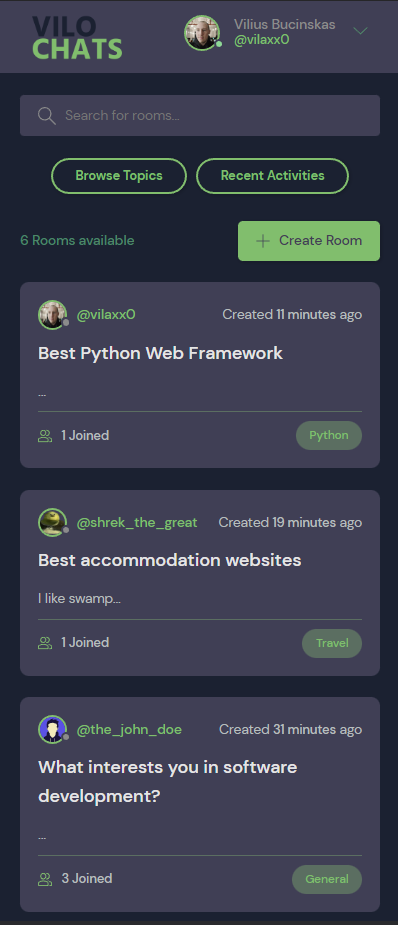 VILO
CHATS
Vilius Bucinskas
@vilaxx0
Search for rooms...
Browse Topics
Recent Activities
6 Rooms available
Create Room
@vilaxx0 Created 11 minutes ago
Best Python Web Framework
...
1 Joined Python
@shrek_the_great Created 19 minutes ago
Best accommodation websites
I like swamp...
1 Joined Travel
@the_john_doe Created 31 minutes ago
What interests you in software
development?
...
3 Joined General